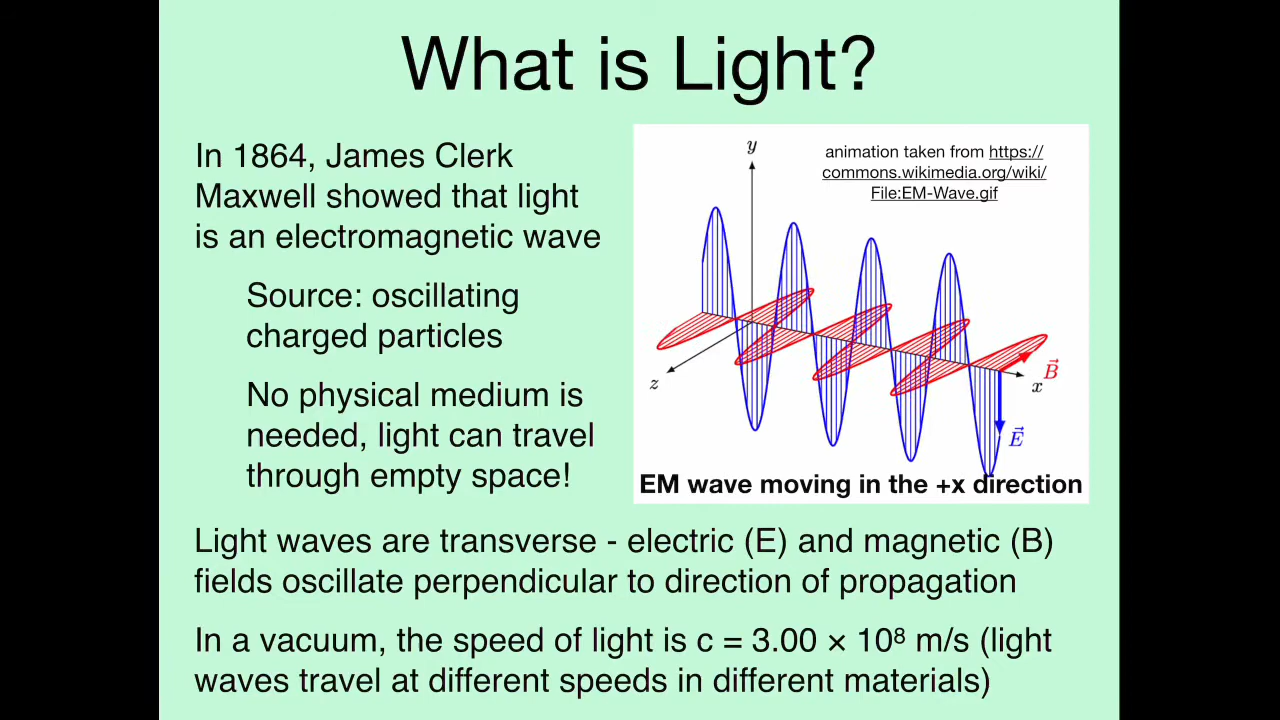 What is Light?
In 1864, James Clerk
Maxwell showed that light
is an electromagnetic wave
Source: oscillating
charged particles
No physical medium is
needed, light can travel
through empty space!
y
animation taken from https://
commons.wikimedia.org/wiki/
File:EM-Wave.gif
z
x
B⃗
E⃗
EM wave moving in the +x direction
Light waves are transverse - electric (E) and magnetic (B)
fields oscillate perpendicular to direction of propagation
In a vacuum, the speed of light is c = 3.00 × 10⁸ m/s (light
waves travel at different speeds in different materials)